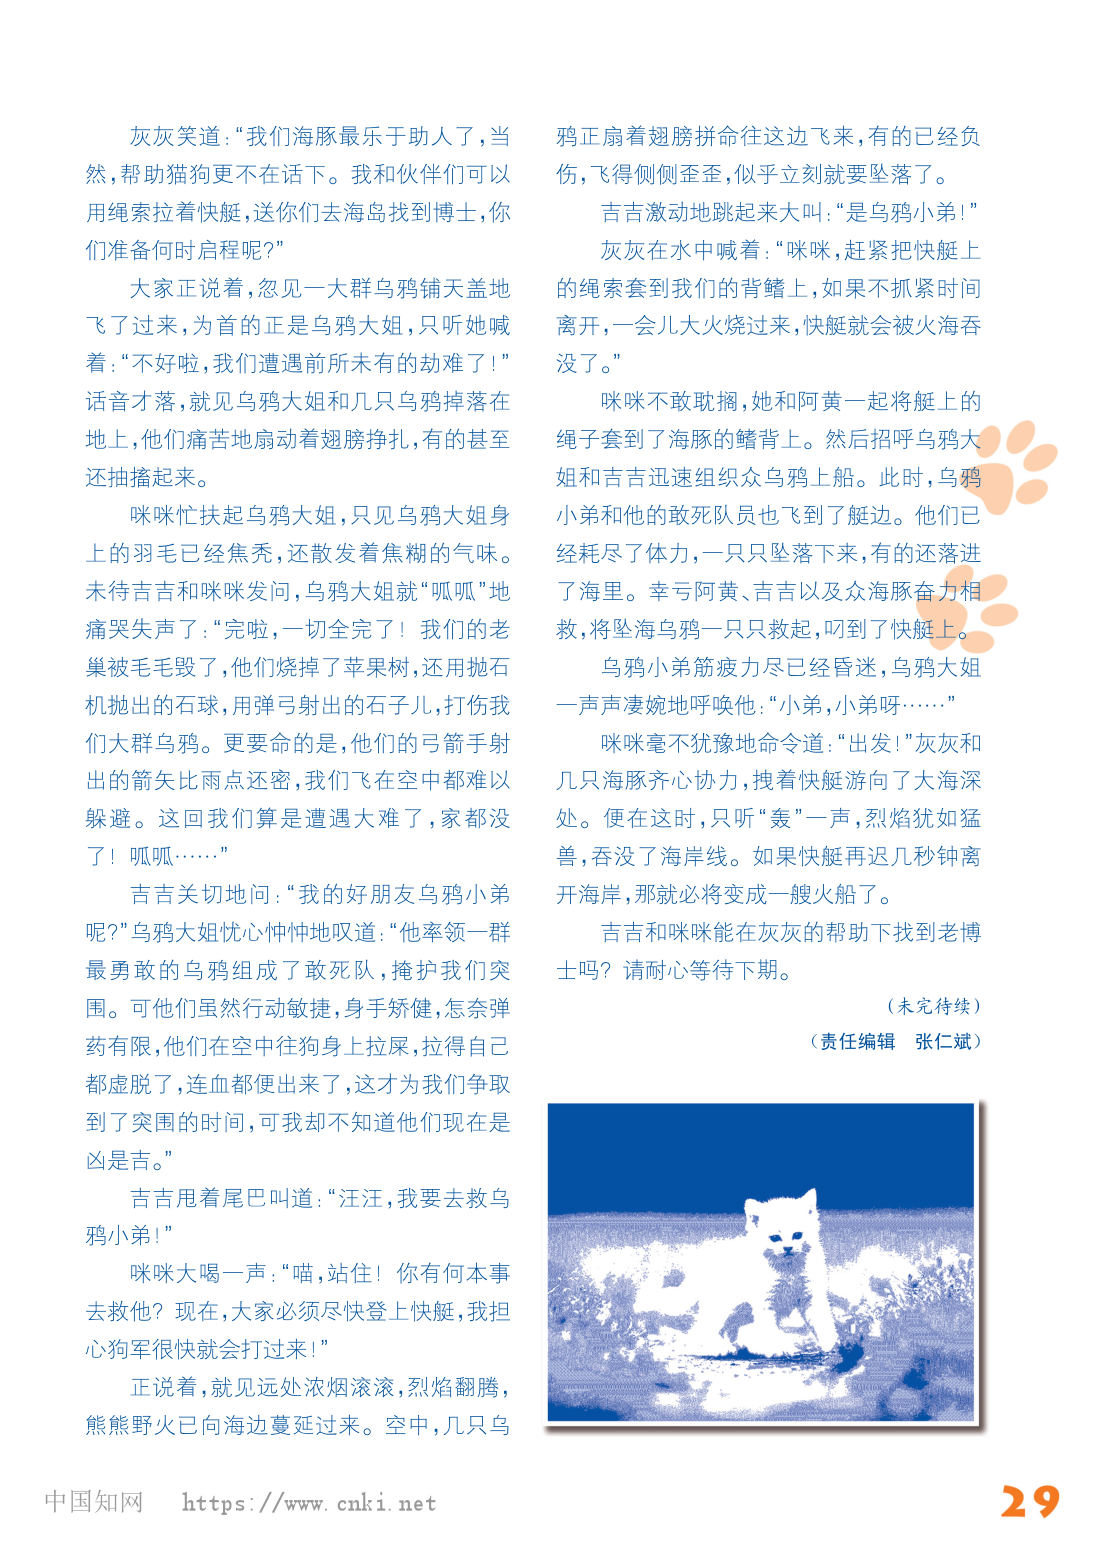 灰灰笑道：“我们海豚最乐于助人了，当
然，帮助猫狗更不在话下。我和伙伴们可以
用绳索拉着快艇，送你们去海岛找到博士，你
们准备何时启程呢？”
大家正说着，忽见一大群乌鸦铺天盖地
飞了过来，为首的正是乌鸦大姐，只听她喊
着：“不好啦，我们遭遇前所未有的劫难了！”
话音才落，就见乌鸦大姐和几只乌鸦掉落在
地上，他们痛苦地扇动着翅膀挣扎，有的甚至
还抽搐起来。
咪咪忙扶起乌鸦大姐，只见乌鸦大姐身
上的羽毛已经焦秃，还散发着焦糊的气味。
未待吉吉和咪咪发问，乌鸦大姐就“呱呱”地
痛哭失声了：“完啦，一切全完了！我们的老
巢被毛毛毁了，他们烧掉了苹果树，还用抛石
机抛出的石球，用弹弓射出的石子儿，打伤我
们大群乌鸦。更要命的是，他们的弓箭手射
出的箭矢比雨点还密，我们飞在空中都难以
躲避。这回我们算是遭遇大难了，家都没
了！呱呱……”
吉吉关切地问：“我的好朋友乌鸦小弟
呢？”乌鸦大姐忧心忡忡地叹道：“他率领一群
最勇敢的乌鸦组成了敢死队，掩护我们突
围。可他们虽然行动敏捷，身手矫健，怎奈弹
药有限，他们在空中往狗身上拉屎，拉得自己
都虚脱了，连血都便出来了，这才为我们争取
到了突围的时间，可我却不知道他们现在是
凶是吉。”
吉吉甩着尾巴叫道：“汪汪，我要去救乌
鸦小弟！”
咪咪大喝一声：“喵，站住！你有何本事
去救他？现在，大家必须尽快登上快艇，我担
心狗军很快就会打过来！”
正说着，就见远处浓烟滚滚，烈焰翻腾，
熊熊野火已向海边蔓延过来。空中，几只乌
鸦正扇着翅膀拼命往这边飞来，有的已经负
伤，飞得侧侧歪歪，似乎立刻就要坠落了。
吉吉激动地跳起来大叫：“是乌鸦小弟！”
灰灰在水中喊着：“咪咪，赶紧把快艇上
的绳索套到我们的背鳍上，如果不抓紧时间
离开，一会儿大火烧过来，快艇就会被火海吞
没了。”
咪咪不敢耽搁，她和阿黄一起将艇上的
绳子套到了海豚的鳍背上。然后招呼乌鸦大
姐和吉吉迅速组织众乌鸦上船。此时，乌鸦
小弟和他的敢死队员也飞到了艇边。他们已
经耗尽了体力，一只只坠落下来，有的还落进
了海里。幸亏阿黄、吉吉以及众海豚奋力相
救，将坠海乌鸦一只只救起，叼到了快艇上。
乌鸦小弟筋疲力尽已经昏迷，乌鸦大姐
一声声凄婉地呼唤他：“小弟，小弟呀……”
咪咪毫不犹豫地命令道：“出发！”灰灰和
几只海豚齐心协力，拽着快艇游向了大海深
处。便在这时，只听“轰”一声，烈焰犹如猛
兽，吞没了海岸线。如果快艇再迟几秒钟离
开海岸，那就必将变成一艘火船了。
吉吉和咪咪能在灰灰的帮助下找到老博
士吗？请耐心等待下期。
（未完待续）
（责任编辑　张仁斌）
中国知网　https://www.cnki.net
29